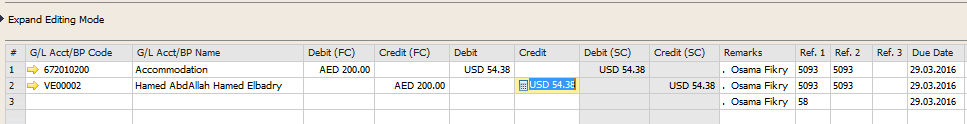 Expand Editing Mode
# G/L Acct/BP Code G/L Acct/BP Name Debit (FC) Credit (FC) Debit Credit Debit (SC) Credit (SC) Remarks Ref. 1 Ref. 2 Ref. 3 Due Date
1 672010200 Accommodation AED 200.00 USD 54.38 USD 54.38 . Osama Fikry 5093 5093 29.03.2016
2 VE00002 Hamed AbdAllah Hamed Elbadry AED 200.00 USD 54.38 USD 54.38 . Osama Fikry 5093 5093 29.03.2016
3 . Osama Fikry 58 29.03.2016